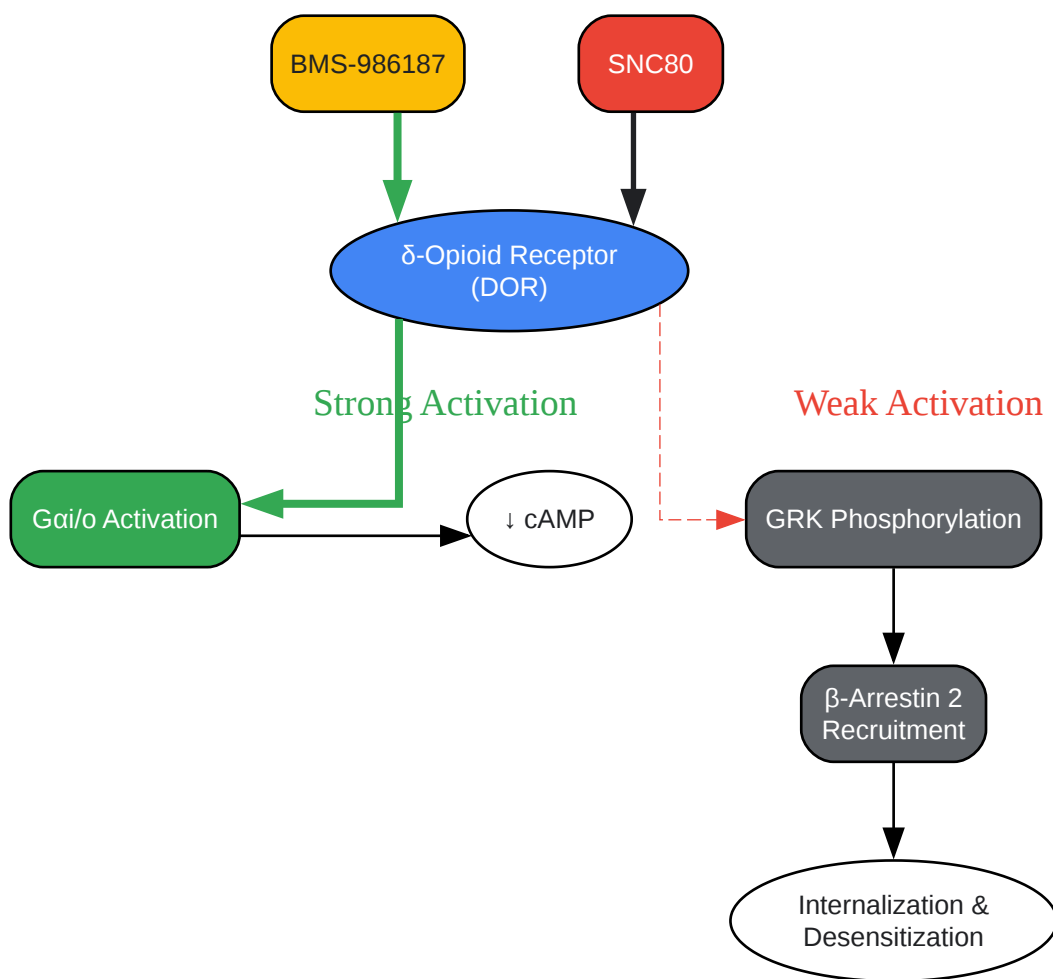 BMS-986187
SNC80
δ-Opioid Receptor
(DOR)
Strong Activation
Weak Activation
Gαi/o Activation
↓ cAMP
GRK Phosphorylation
β-Arrestin 2
Recruitment
Internalization &
Desensitization